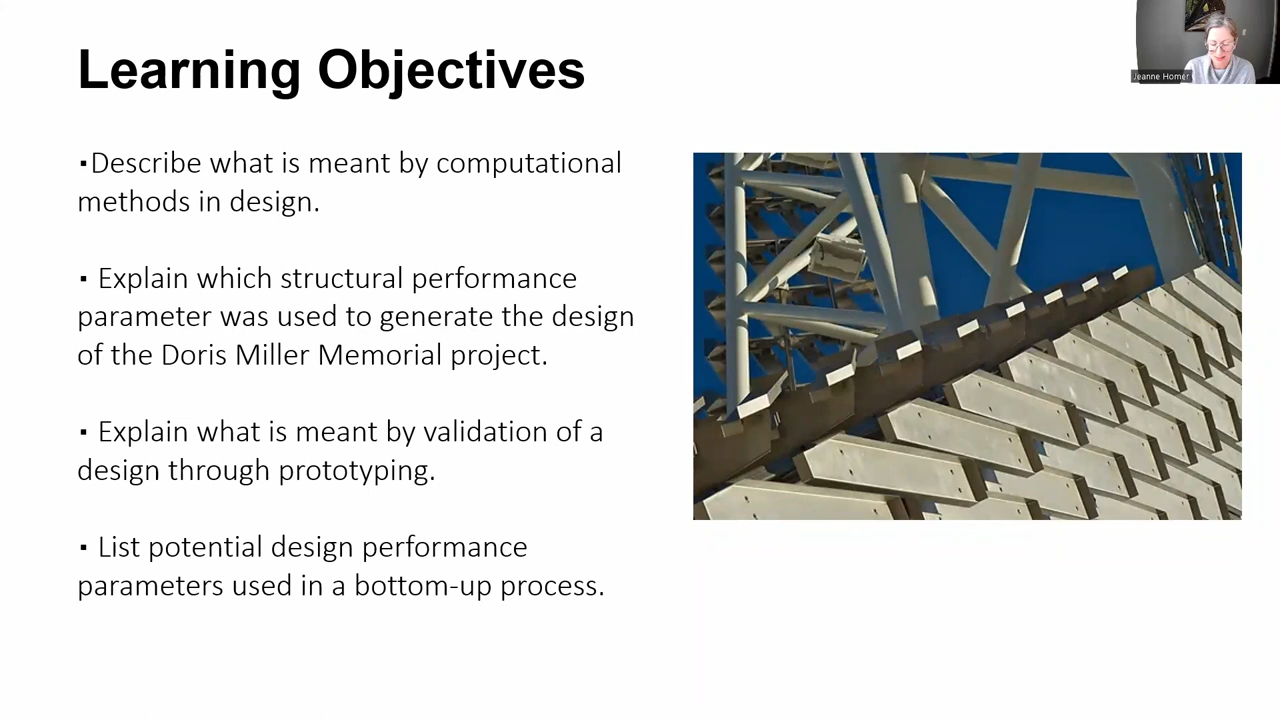 Learning Objectives
Jeanne Homer
▪Describe what is meant by computational
methods in design.
▪ Explain which structural performance
parameter was used to generate the design
of the Doris Miller Memorial project.
▪ Explain what is meant by validation of a
design through prototyping.
▪ List potential design performance
parameters used in a bottom-up process.